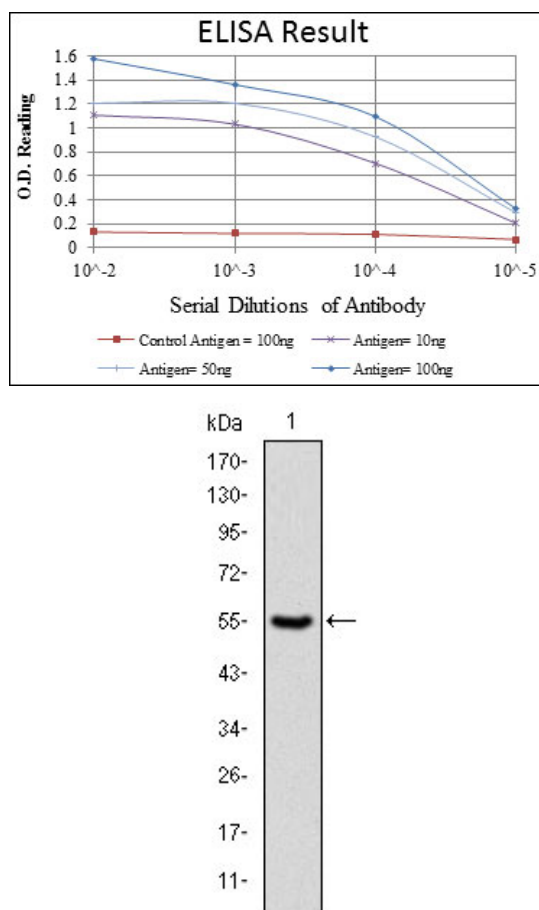 ELISA Result
1.6
1.4
1.2
1
0.8
0.6
0.4
0.2
0
O.D. Reading
10^-2 10^-3 10^-4 10^-5
Serial Dilutions of Antibody
Control Antigen = 100ng Antigen= 10ng
Antigen= 50ng Antigen= 100ng
kDa 1
170-
130-
95-
72-
55-
43-
34-
26-
17-
11-